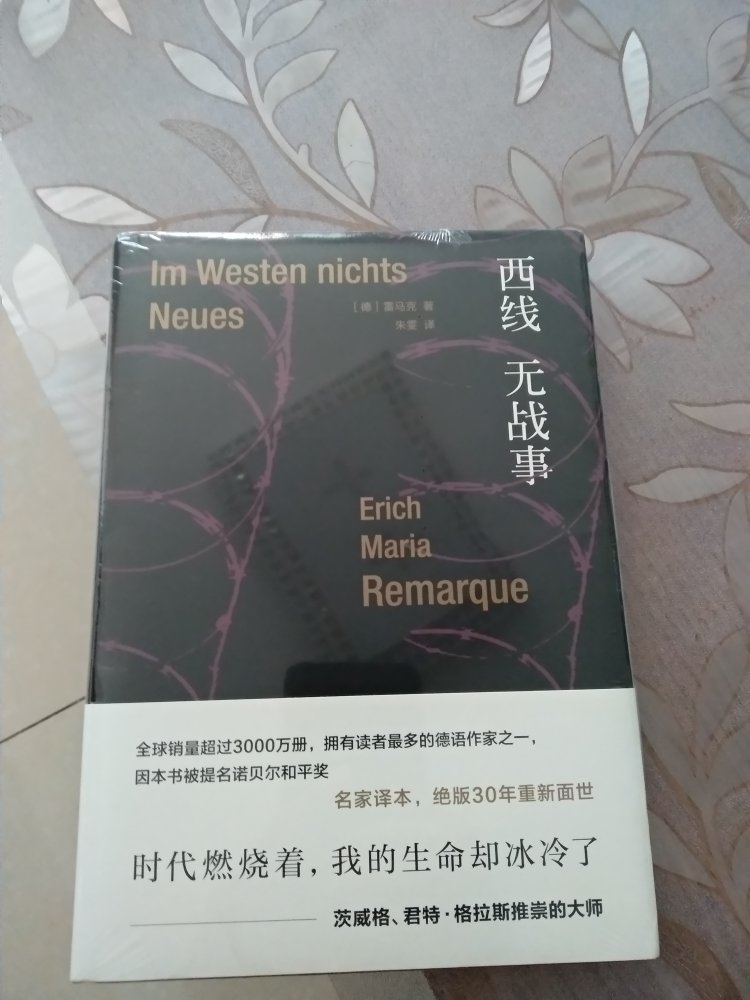 Im Westen nichts
Neues
[德] 雷马克 著
朱雯 译
西线 无战事
Erich
Maria
Remarque
全球销量超过3000万册，拥有读者最多的德语作家之一，
因本书被提名诺贝尔和平奖
名家译本，绝版30年重新面世
时代燃烧着，我的生命却冰冷了
茨威格、君特·格拉斯推崇的大师